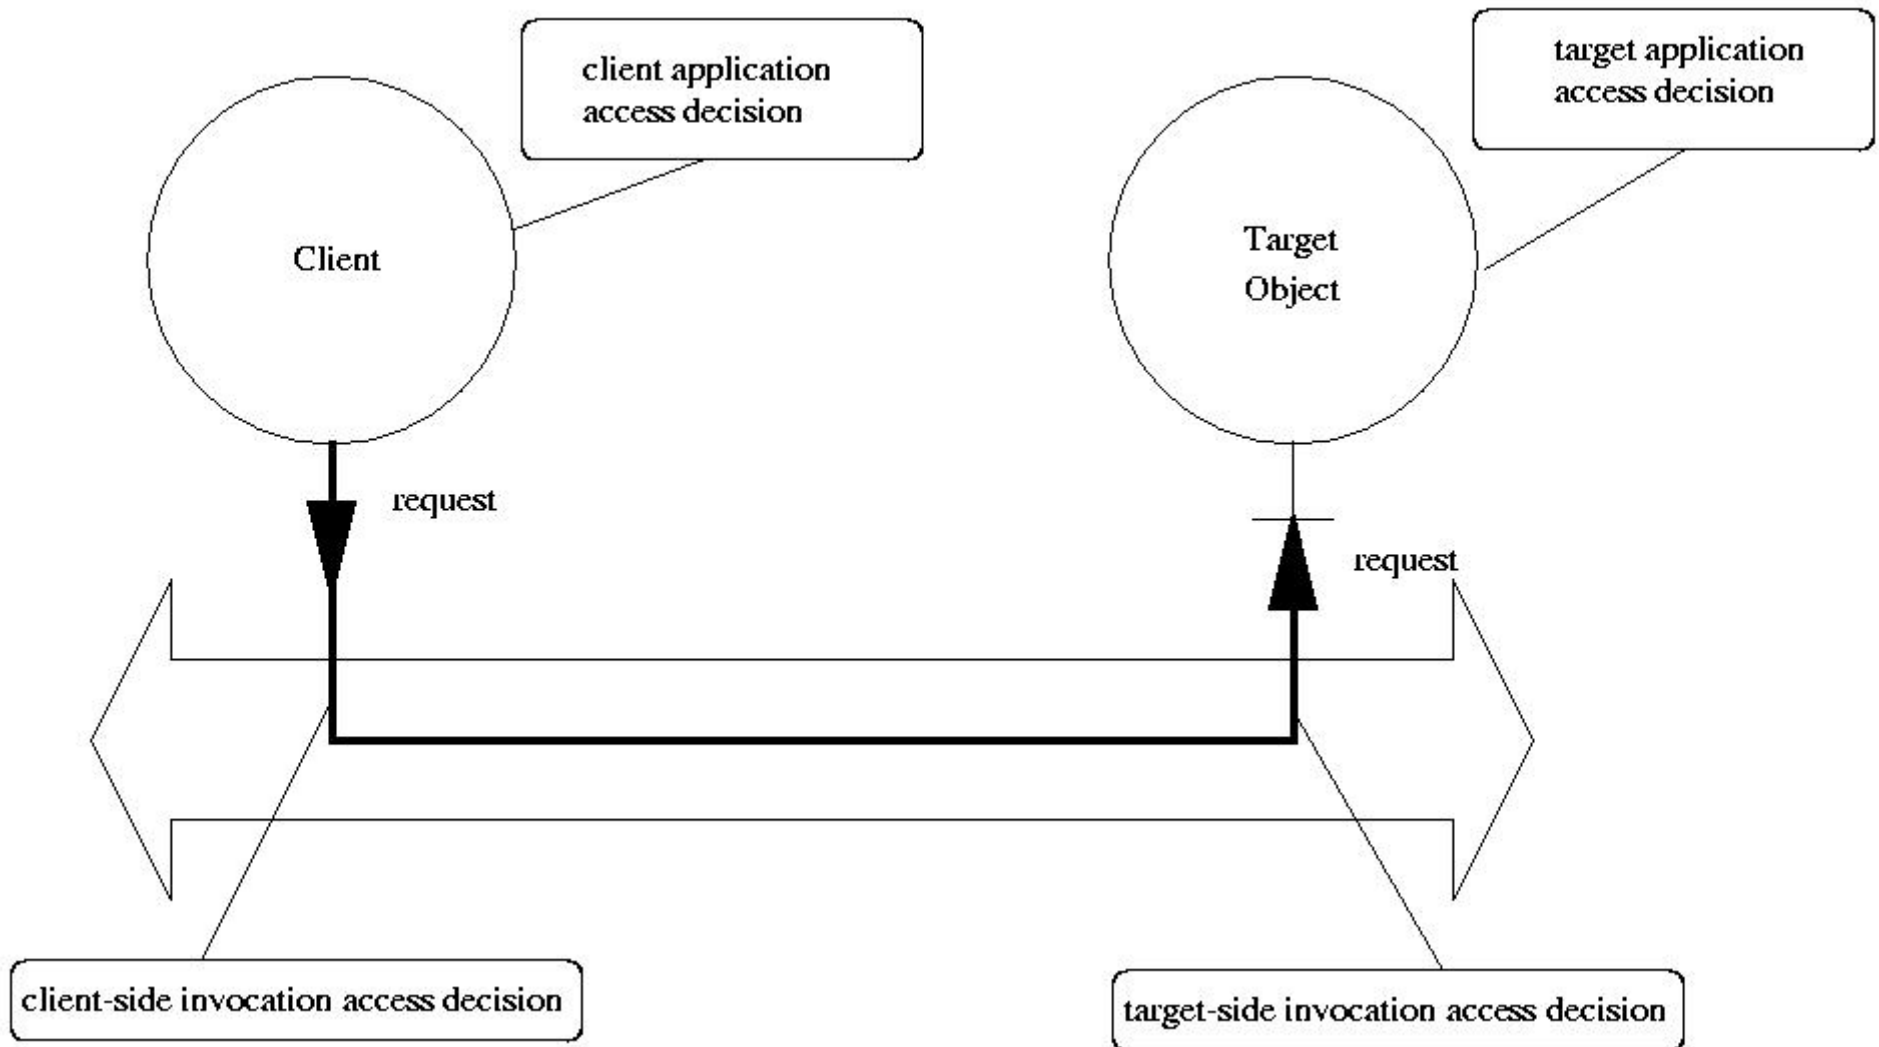 client application
access decision
target application
access decision
Client
Target
Object
request
request
client-side invocation access decision
target-side invocation access decision